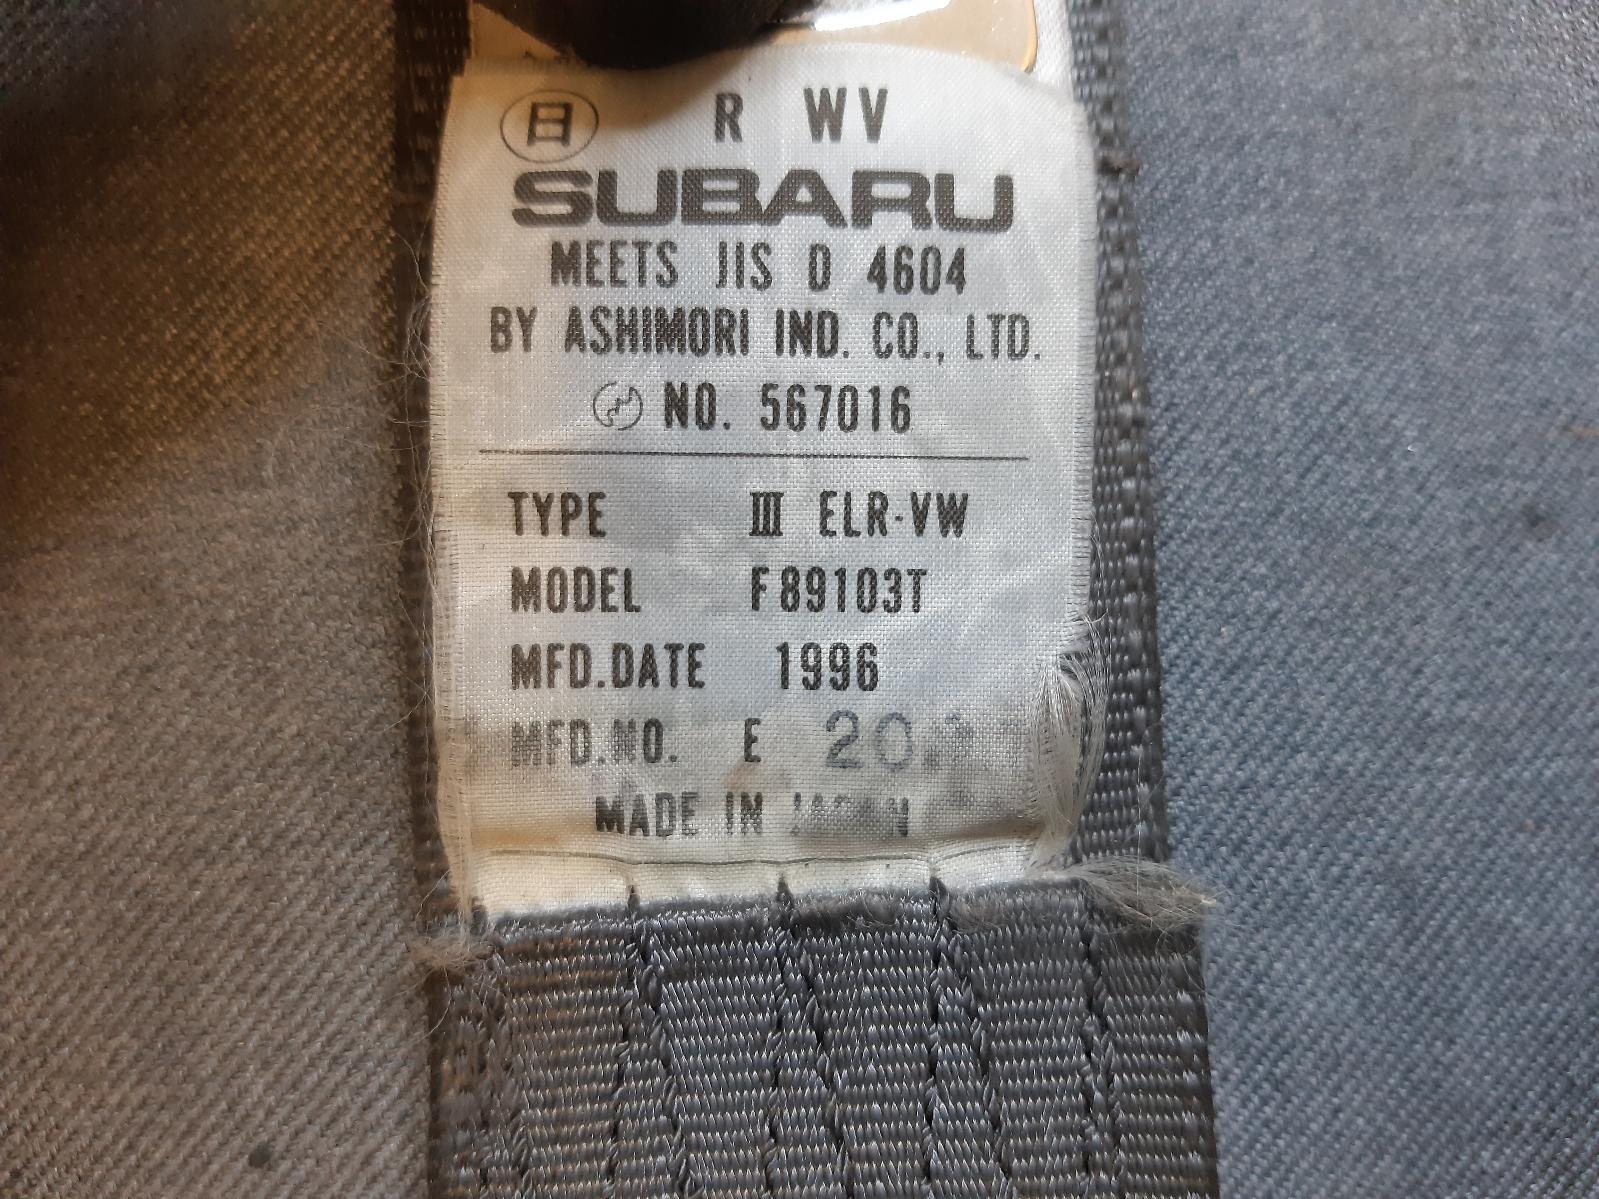 日 R WV
SUBARU
MEETS JIS D 4604
BY ASHIMORI IND. CO., LTD.
NO. 567016
TYPE III ELR-VW
MODEL F89103T
MFD.DATE 1996
MFD.NO. E 20
MADE IN JAPAN